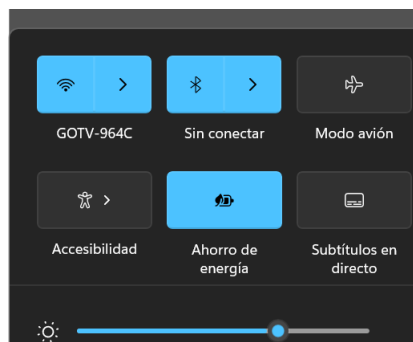 GOTV-964C
Sin conectar
Modo avión
Accesibilidad
Ahorro de
energía
Subtítulos en
directo